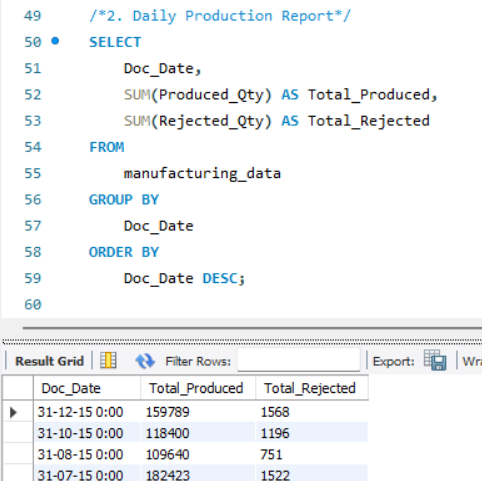 49 /*2. Daily Production Report*/
50 SELECT
51 Doc_Date,
52 SUM(Produced_Qty) AS Total_Produced,
53 SUM(Rejected_Qty) AS Total_Rejected
54 FROM
55 manufacturing_data
56 GROUP BY
57 Doc_Date
58 ORDER BY
59 Doc_Date DESC;
60
Result Grid Filter Rows: Export: Wra
Doc_Date Total_Produced Total_Rejected
31-12-15 0:00 159789 1568
31-10-15 0:00 118400 1196
31-08-15 0:00 109640 751
31-07-15 0:00 182423 1522